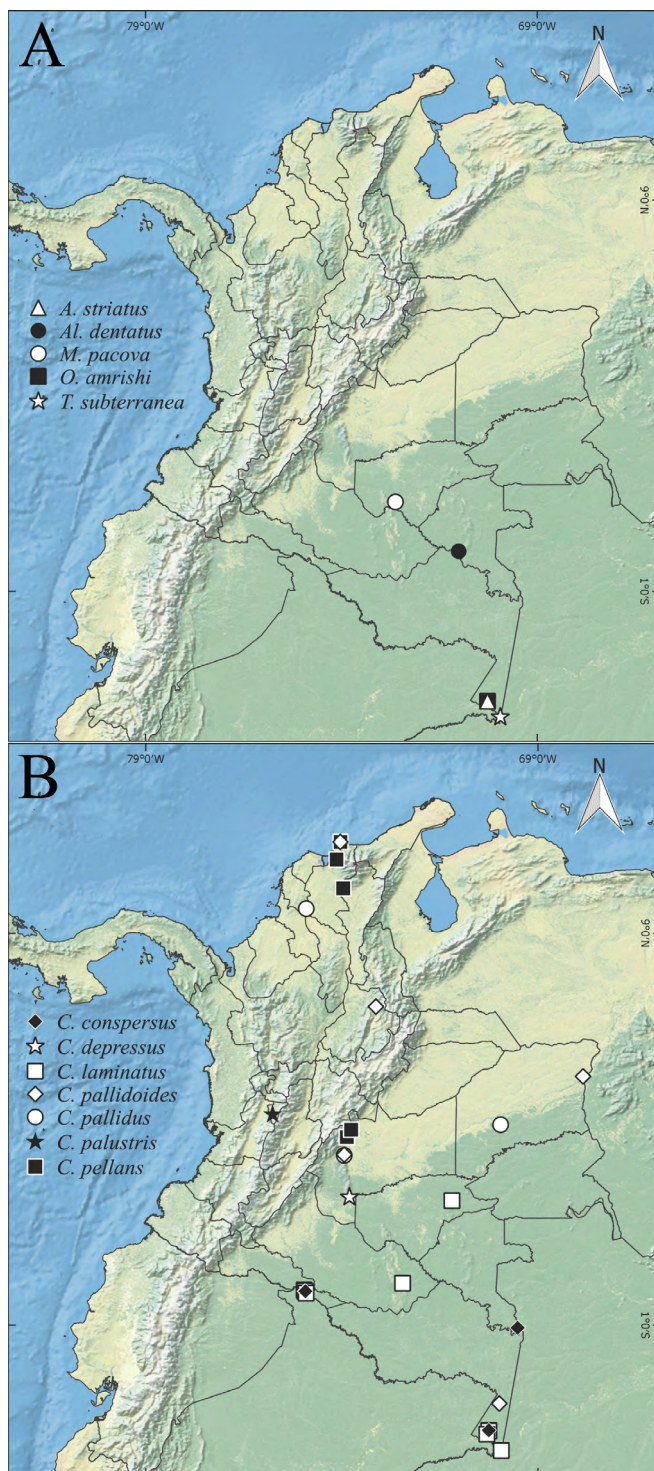 A
79°0'W
69°0'W
N
9°0'N
A. striatus
Al. dentatus
M. pacova
O. amrishi
T. subterranea
1°0'S
B
79°0'W
69°0'W
N
9°0'N
C. conspersus
C. depressus
C. laminatus
C. pallidoides
C. pallidus
C. palustris
C. pellans
1°0'S